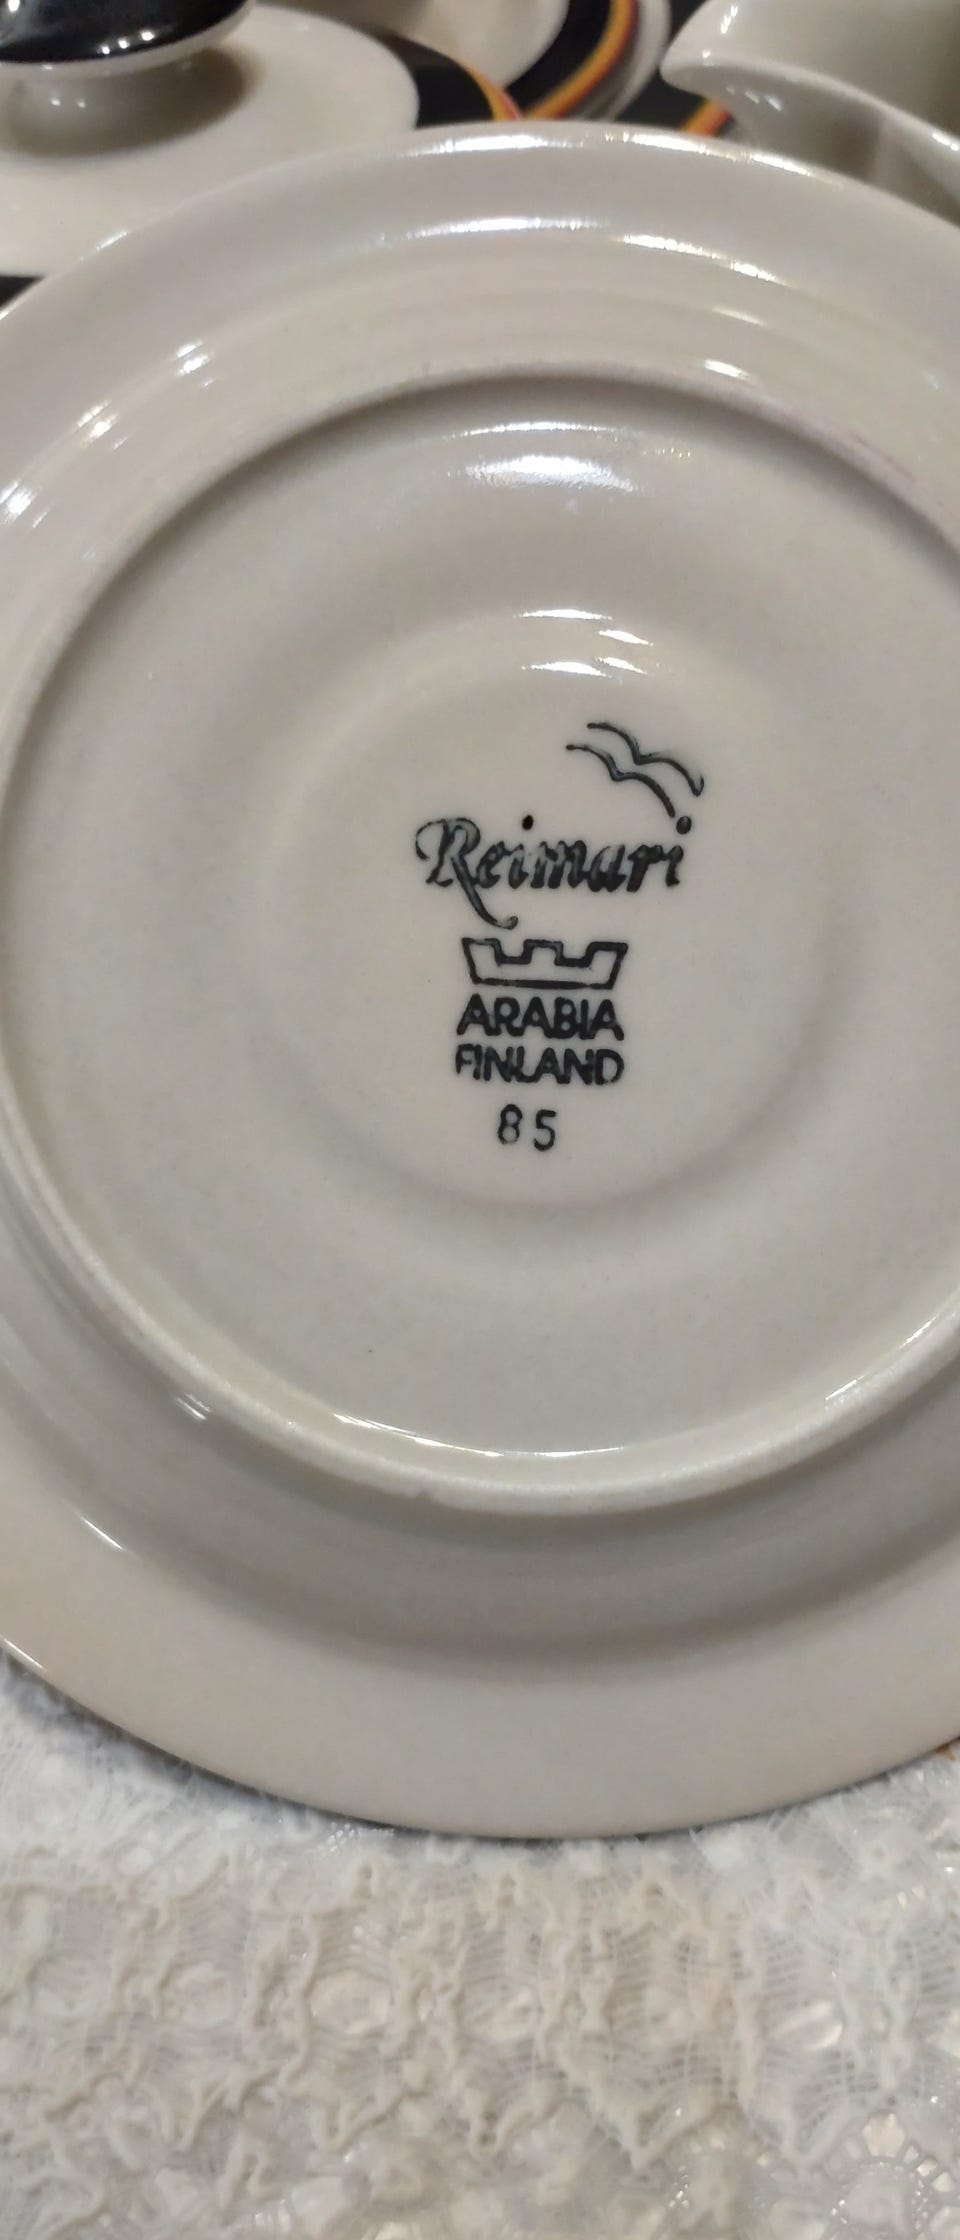 Reimari
ARABIA
FINLAND
85